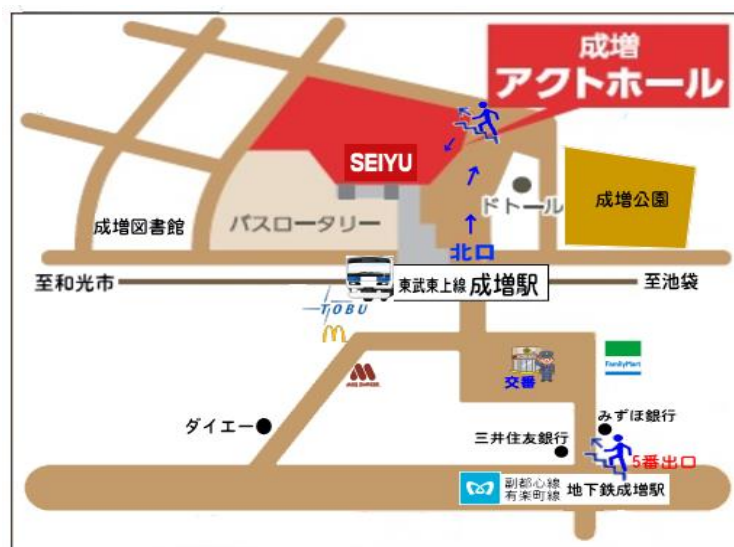 成増
アクトホール
SEIYU
成増図書館
バスロータリー
ドトール
成増公園
北口
至和光市
東武東上線 成増駅
至池袋
TOBU
MOS BURGER
交番
FamilyMart
ダイエー
みずほ銀行
三井住友銀行
5番出口
副都心線
有楽町線
地下鉄成増駅